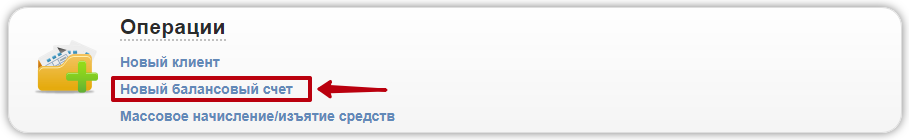 Операции
Новый клиент
Новый балансовый счет
Массовое начисление/изъятие средств